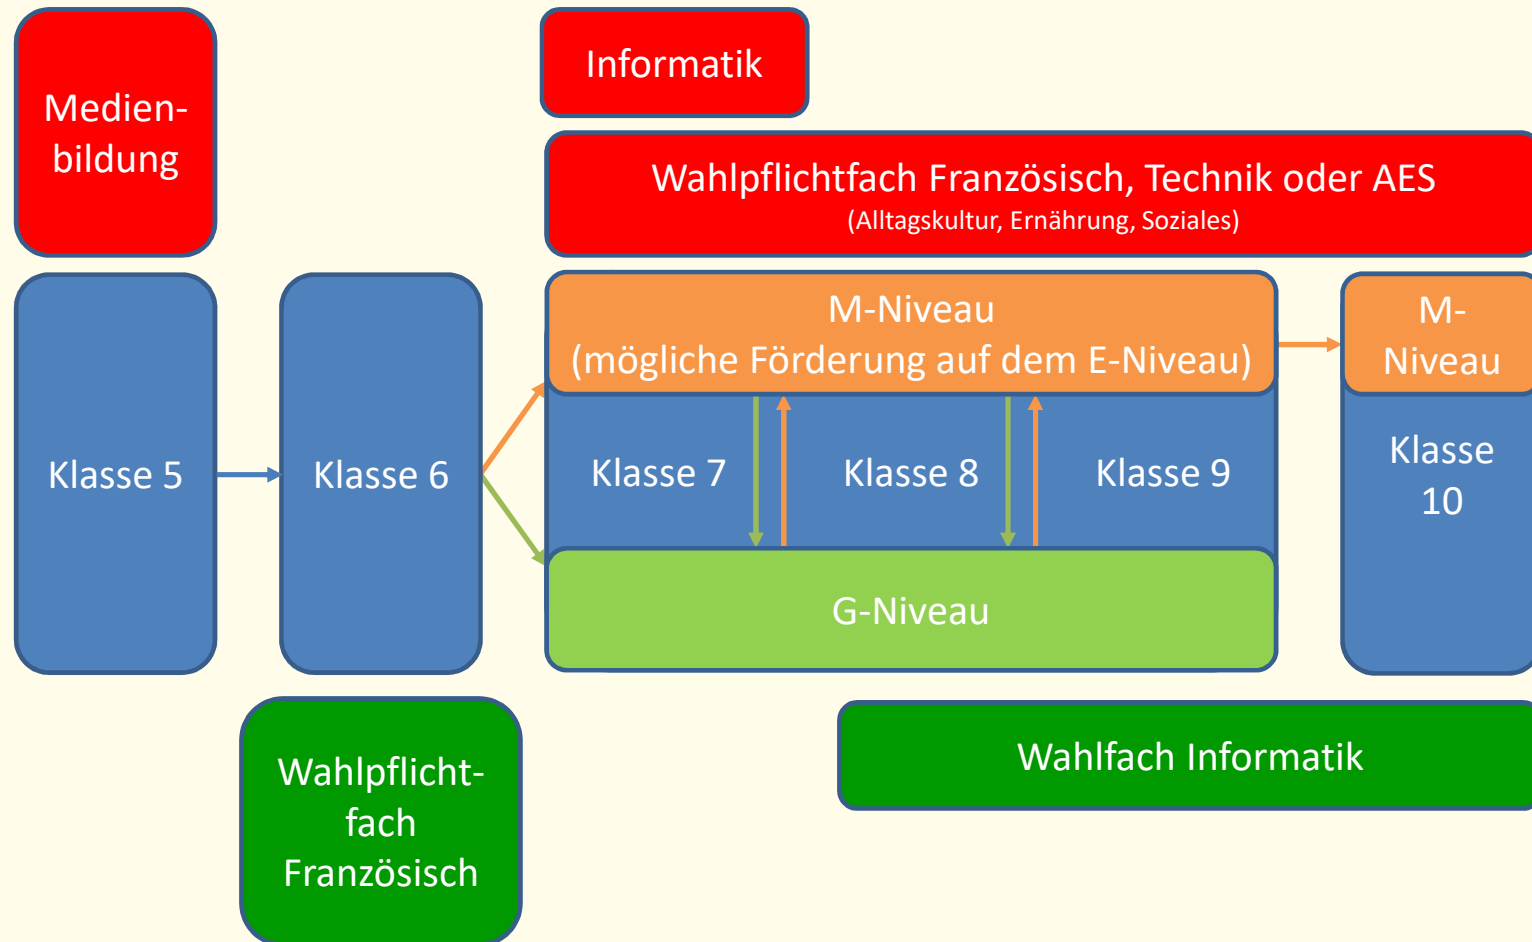 Medien-
bildung
Informatik
Wahlpflichtfach Französisch, Technik oder AES
(Alltagskultur, Ernährung, Soziales)
Klasse 5
Klasse 6
M-Niveau
(mögliche Förderung auf dem E-Niveau)
Klasse 7
Klasse 8
Klasse 9
G-Niveau
M-
Niveau
Klasse
10
Wahlpflicht-
fach
Französisch
Wahlfach Informatik